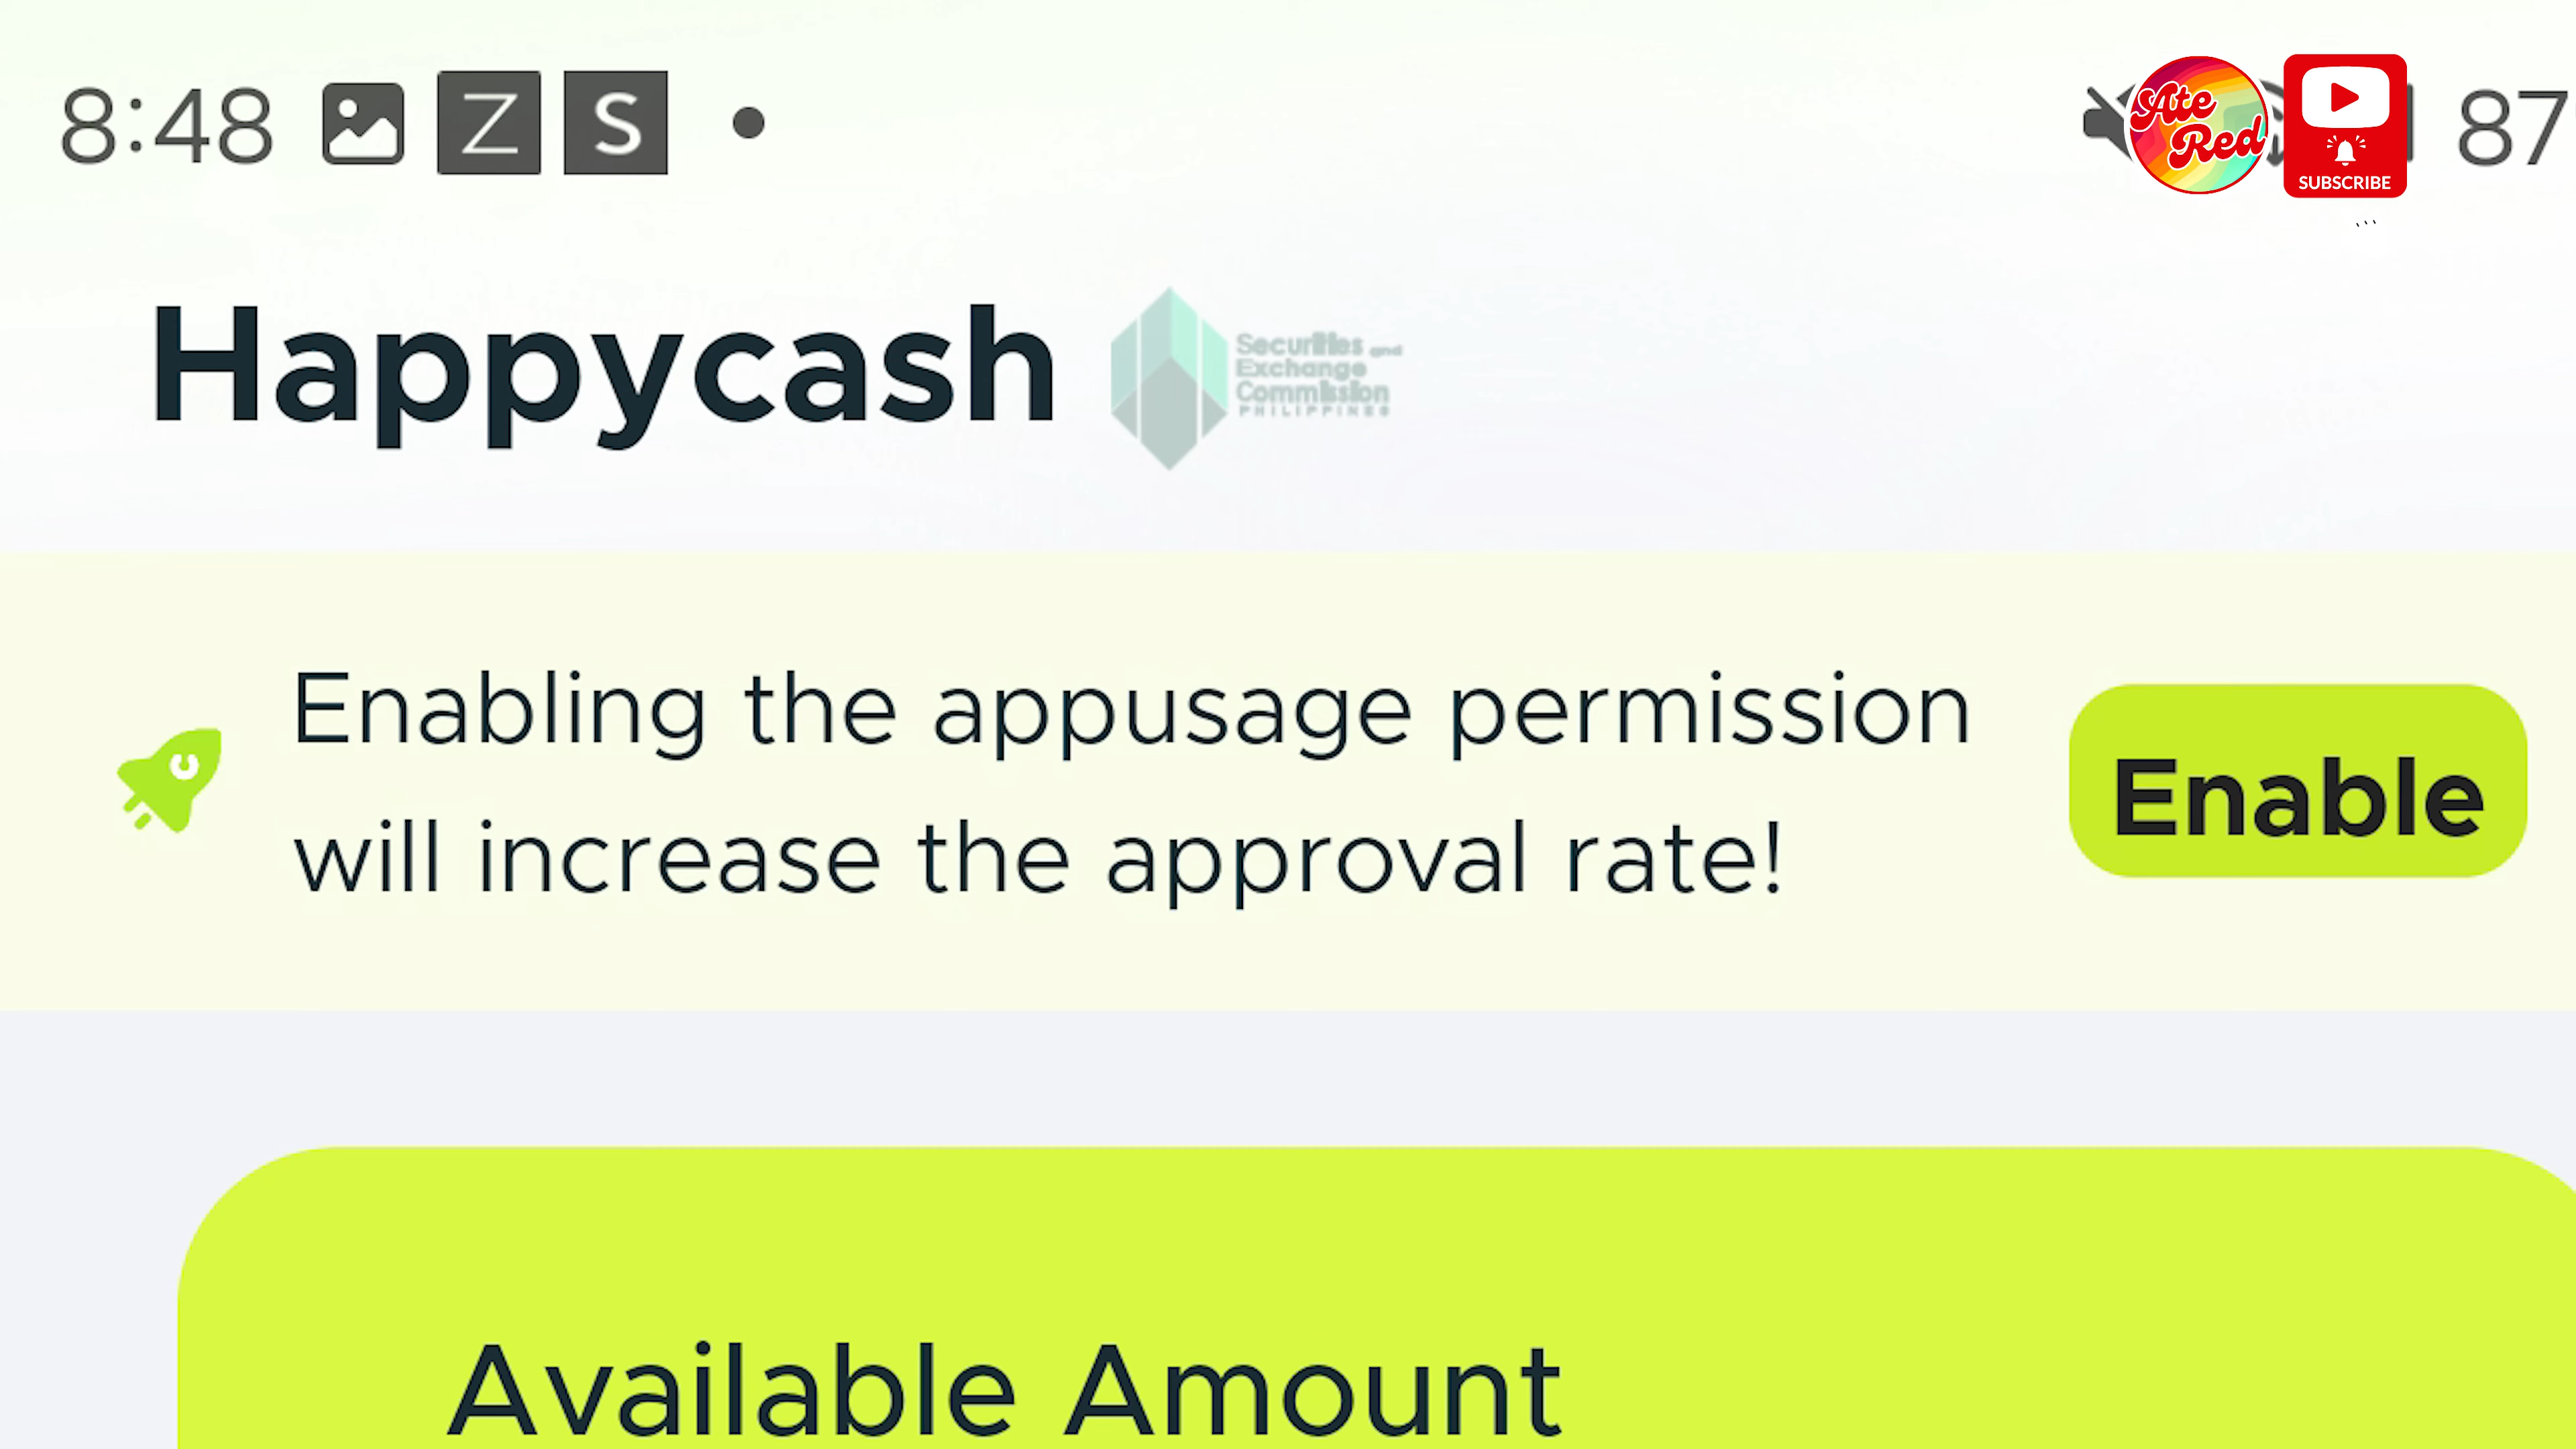 8:48 Z S
87
Ate
Red
SUBSCRIBE
Happycash
Securities and
Exchange
Commission
PHILIPPINES
Enabling the appusage permission
will increase the approval rate!
Enable
Available Amount